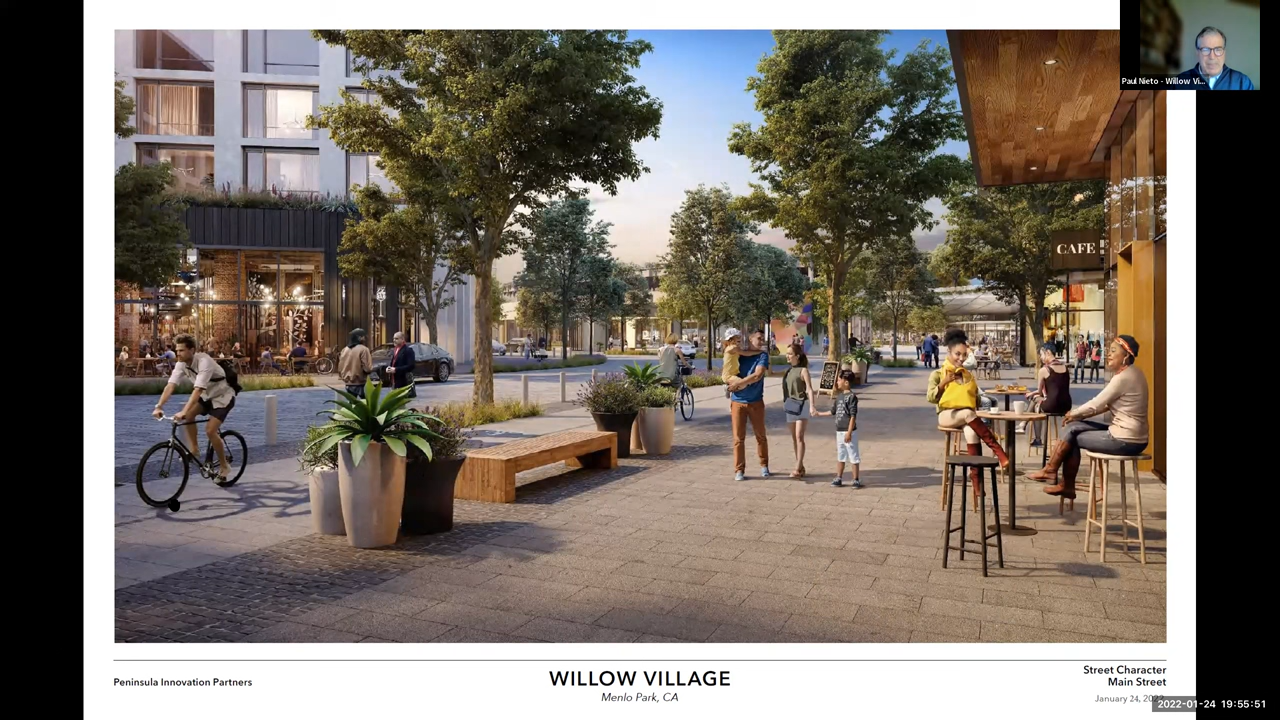 Paul Nieto - Willow Vi...
CAFE
Peninsula Innovation Partners
WILLOW VILLAGE
Menlo Park, CA
Street Character
Main Street
January 24, 2022
2022-01-24 19:55:51